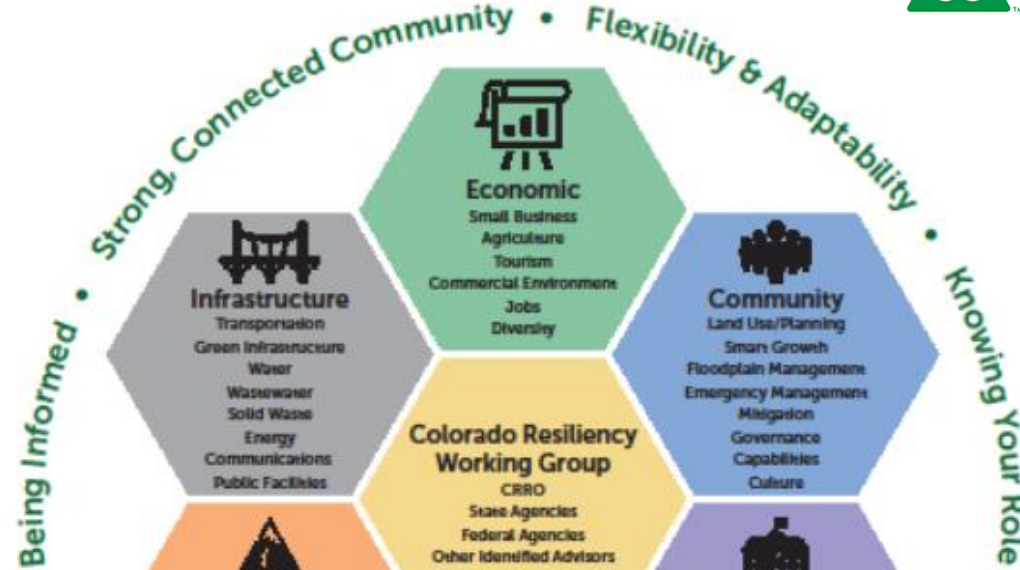 Being Informed • Strong, Connected Community • Flexibility & Adaptability • Knowing Your Role
Economic
Small Business
Agriculture
Tourism
Commercial Environment
Jobs
Diversity
Infrastructure
Transportation
Green Infrastructure
Water
Wastewater
Solid Waste
Energy
Communications
Public Facilities
Community
Land Use/Planning
Smart Growth
Floodplain Management
Emergency Management
Mitigation
Governance
Capabilities
Culture
Colorado Resiliency
Working Group
CRRO
State Agencies
Federal Agencies
Other Identified Advisors